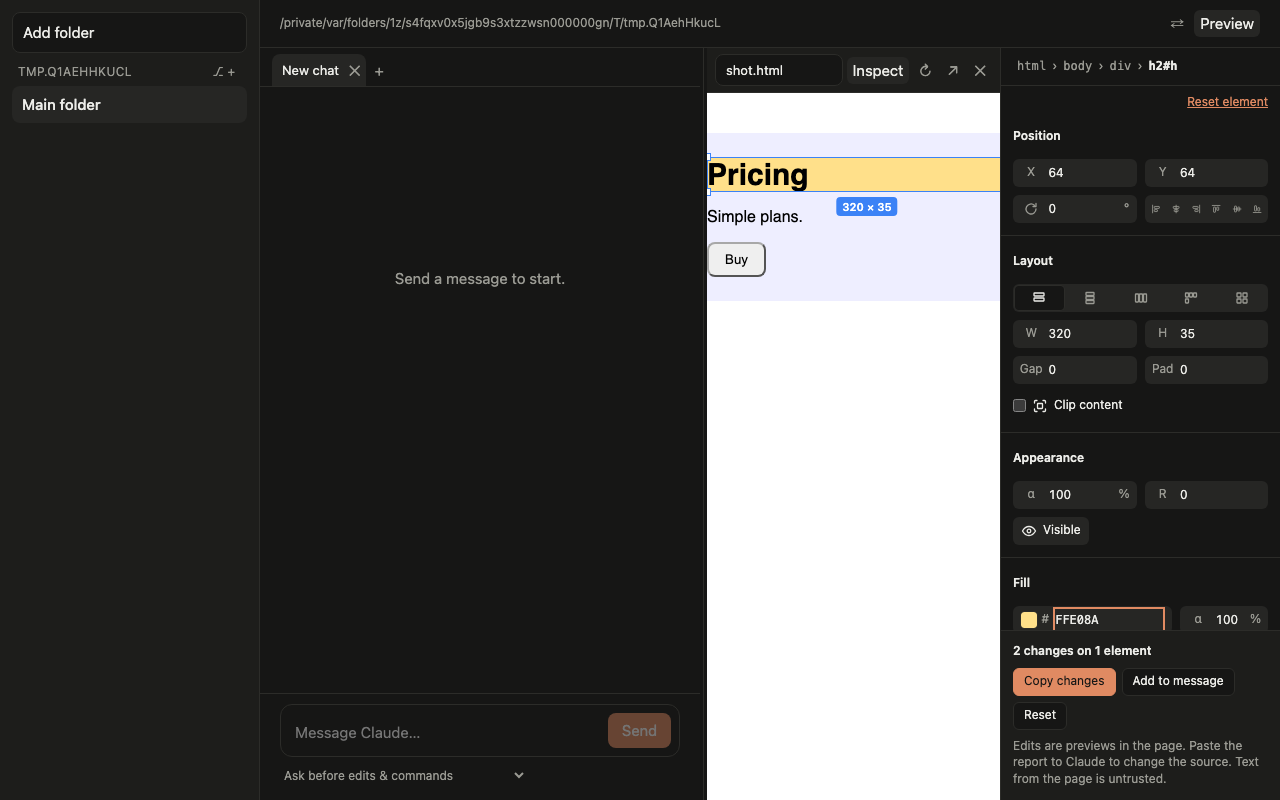 Add folder
TMP.Q1AEHHKUCL
+
Main folder
/private/var/folders/1z/s4fqxv0x5jgb9s3xtzzwsn000000gn/T/tmp.Q1AehHkucL
Preview
New chat
+
Send a message to start.
Message Claude...
Send
Ask before edits & commands
shot.html
Inspect
Pricing
320 × 35
Simple plans.
Buy
html › body › div › h2#h
Reset element
Position
X 64
Y 64
0 °
Layout
W 320
H 35
Gap 0
Pad 0
Clip content
Appearance
α 100 %
R 0
Visible
Fill
# FFE08A
α 100 %
2 changes on 1 element
Copy changes
Add to message
Reset
Edits are previews in the page. Paste the
report to Claude to change the source. Text
from the page is untrusted.